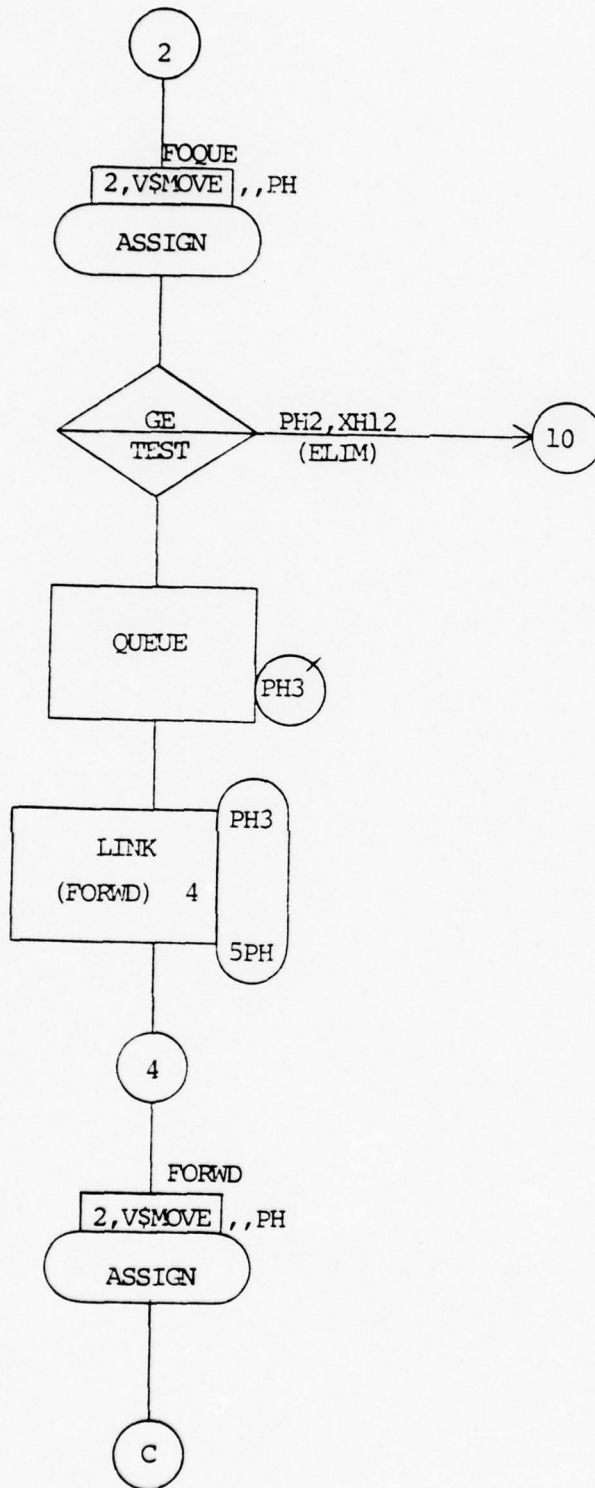 2
FOQUE
2,V$MOVE ,,PH
ASSIGN
GE
TEST
PH2,XH12
(ELIM)
10
QUEUE
PH3
LINK
(FORWD) 4
PH3
5PH
4
FORWD
2,V$MOVE ,,PH
ASSIGN
C